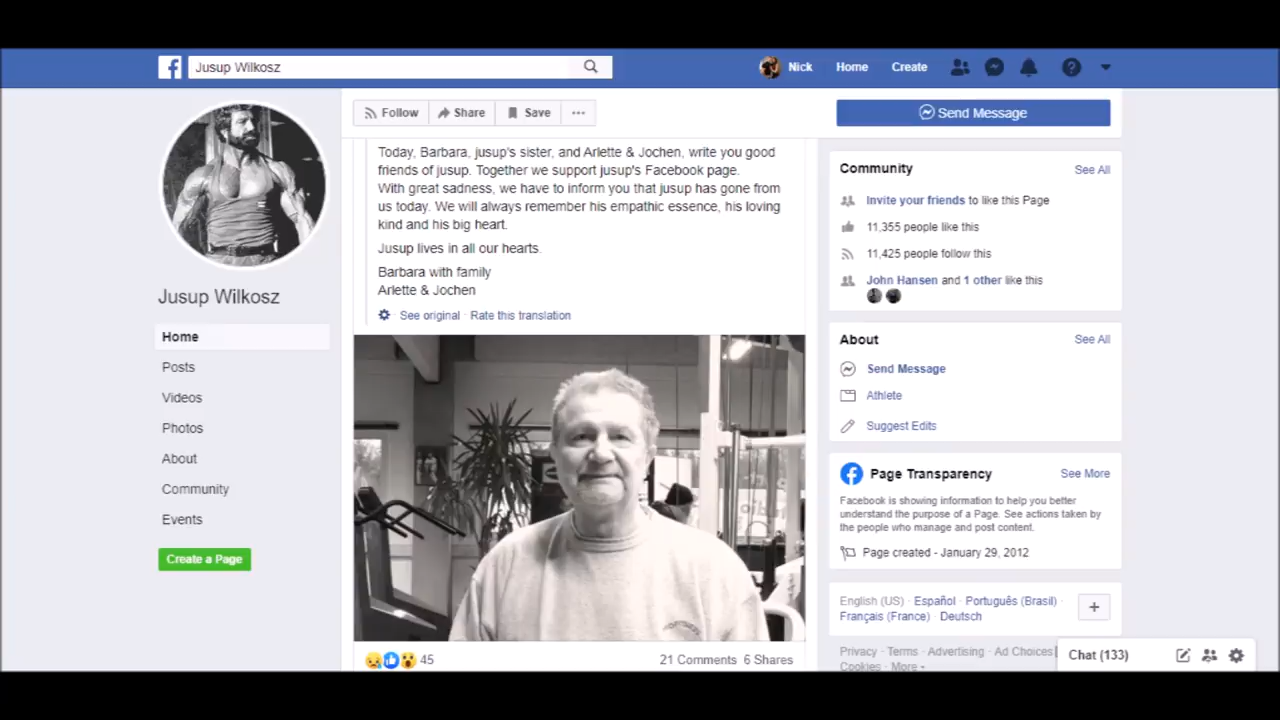 Jusup Wilkosz
Nick
Home
Create
Follow
Share
Save
Send Message
Today, Barbara, jusup's sister, and Arlette & Jochen, write you good
friends of jusup. Together we support jusup's Facebook page.
With great sadness, we have to inform you that jusup has gone from
us today. We will always remember his empathic essence, his loving
kind and his big heart.
Jusup lives in all our hearts.
Barbara with family
Arlette & Jochen
See original · Rate this translation
45
21 Comments 6 Shares
Jusup Wilkosz
Home
Posts
Videos
Photos
About
Community
Events
Create a Page
Community
See All
Invite your friends to like this Page
11,355 people like this
11,425 people follow this
John Hansen and 1 other like this
About
See All
Send Message
Athlete
Suggest Edits
Page Transparency
See More
Facebook is showing information to help you better
understand the purpose of a Page. See actions taken by
the people who manage and post content.
Page created - January 29, 2012
English (US) · Español · Português (Brasil) ·
Français (France) · Deutsch
Privacy · Terms · Advertising · Ad Choices
Cookies · More
Chat (133)